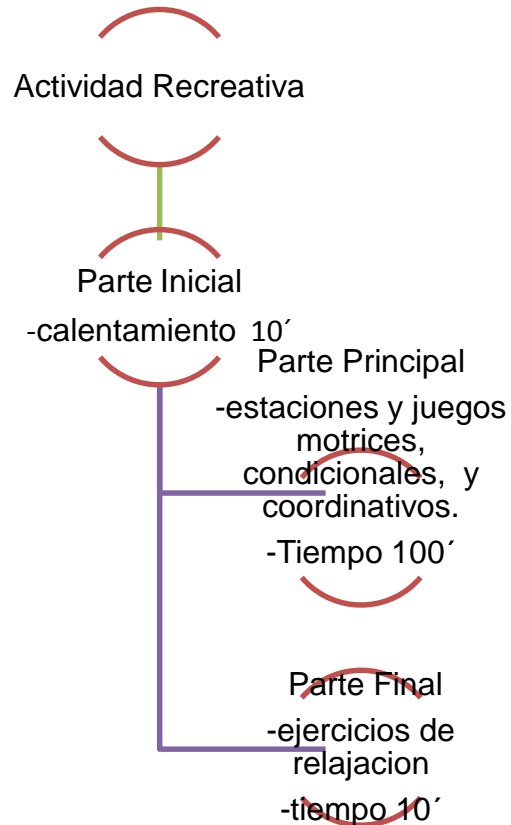 Actividad Recreativa
Parte Inicial
-calentamiento 10´
Parte Principal
-estaciones y juegos
motrices,
condicionales, y
coordinativos.
-Tiempo 100´
Parte Final
-ejercicios de
relajacion
-tiempo 10´